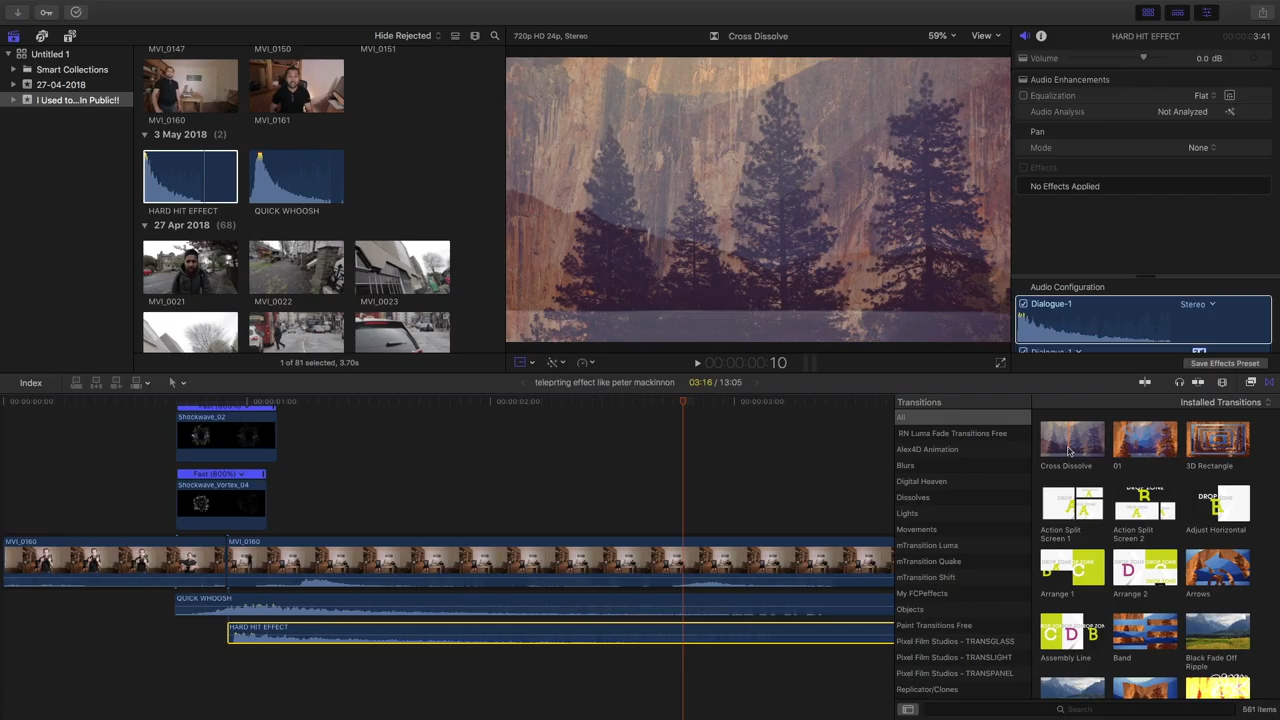 Hide Rejected
720p HD 24p, Stereo
Cross Dissolve
59%
View
HARD HIT EFFECT
3:41
Untitled 1
Smart Collections
27-04-2018
I Used to...In Public!!
MVI_0147
MVI_0150
MVI_0151
MVI_0160
MVI_0161
3 May 2018 (2)
HARD HIT EFFECT
QUICK WHOOSH
27 Apr 2018 (68)
MVI_0021
MVI_0022
MVI_0023
1 of 81 selected, 3.70s
00:00:00:00:10
Volume
0.0 dB
Audio Enhancements
Equalization
Flat
Audio Analysis
Not Analyzed
Pan
Mode
None
Effects
No Effects Applied
Audio Configuration
Dialogue-1
Stereo
Save Effects Preset
Index
teleprting effect like peter mackinnon
03:16 / 13:05
00:00:00:00
00:00:01:00
00:00:02:00
00:00:03:00
Shockwave_02
Fast (800%)
Shockwave_Vortex_04
MVI_0160
MVI_0160
QUICK WHOOSH
HARD HIT EFFECT
Transitions
Installed Transitions
All
RN Luma Fade Transitions Free
Alex4D Animation
Blurs
Digital Heaven
Dissolves
Lights
Movements
mTransition Luma
mTransition Quake
mTransition Shift
My FCPeffects
Objects
Paint Transitions Free
Pixel Film Studios - TRANSGLASS
Pixel Film Studios - TRANSLIGHT
Pixel Film Studios - TRANSPANEL
Replicator/Clones
Cross Dissolve
01
3D Rectangle
Action Split
Screen 1
Action Split
Screen 2
Adjust Horizontal
Arrange 1
Arrange 2
Arrows
Assembly Line
Band
Black Fade Off
Ripple
Search
561 items